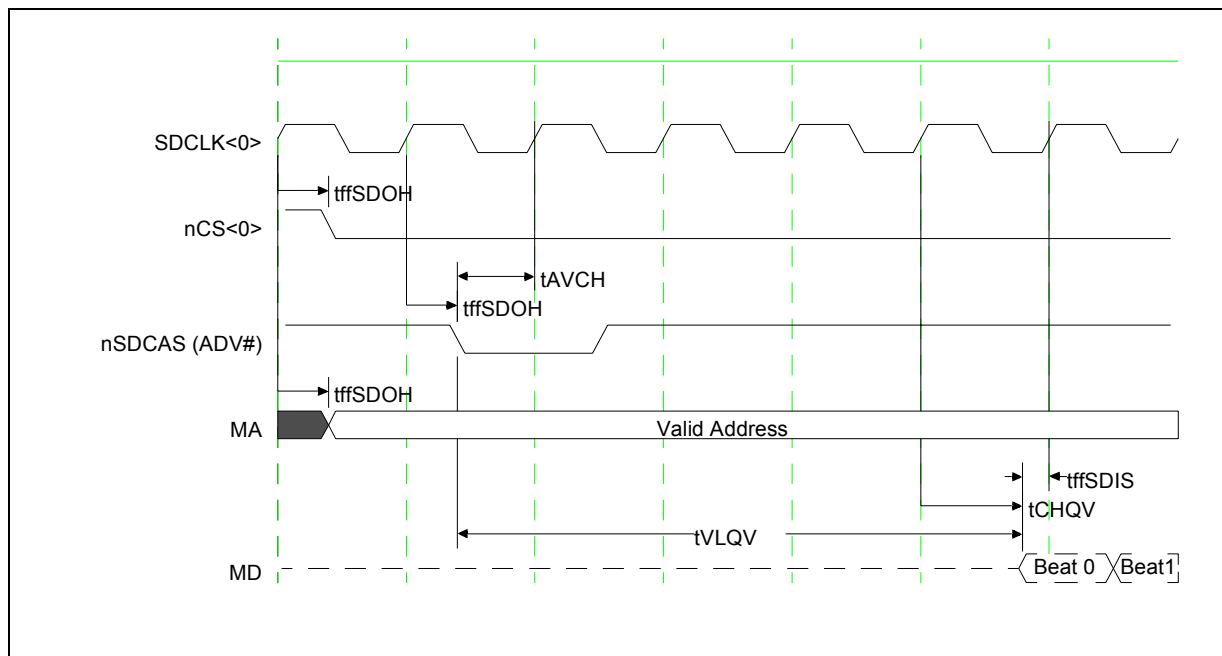 SDCLK<0>
tffSDOH
nCS<0>
tAVCH
tffSDOH
nSDCAS (ADV#)
tffSDOH
MA
Valid Address
tffSDIS
tCHQV
tVLQV
MD
Beat 0
Beat1